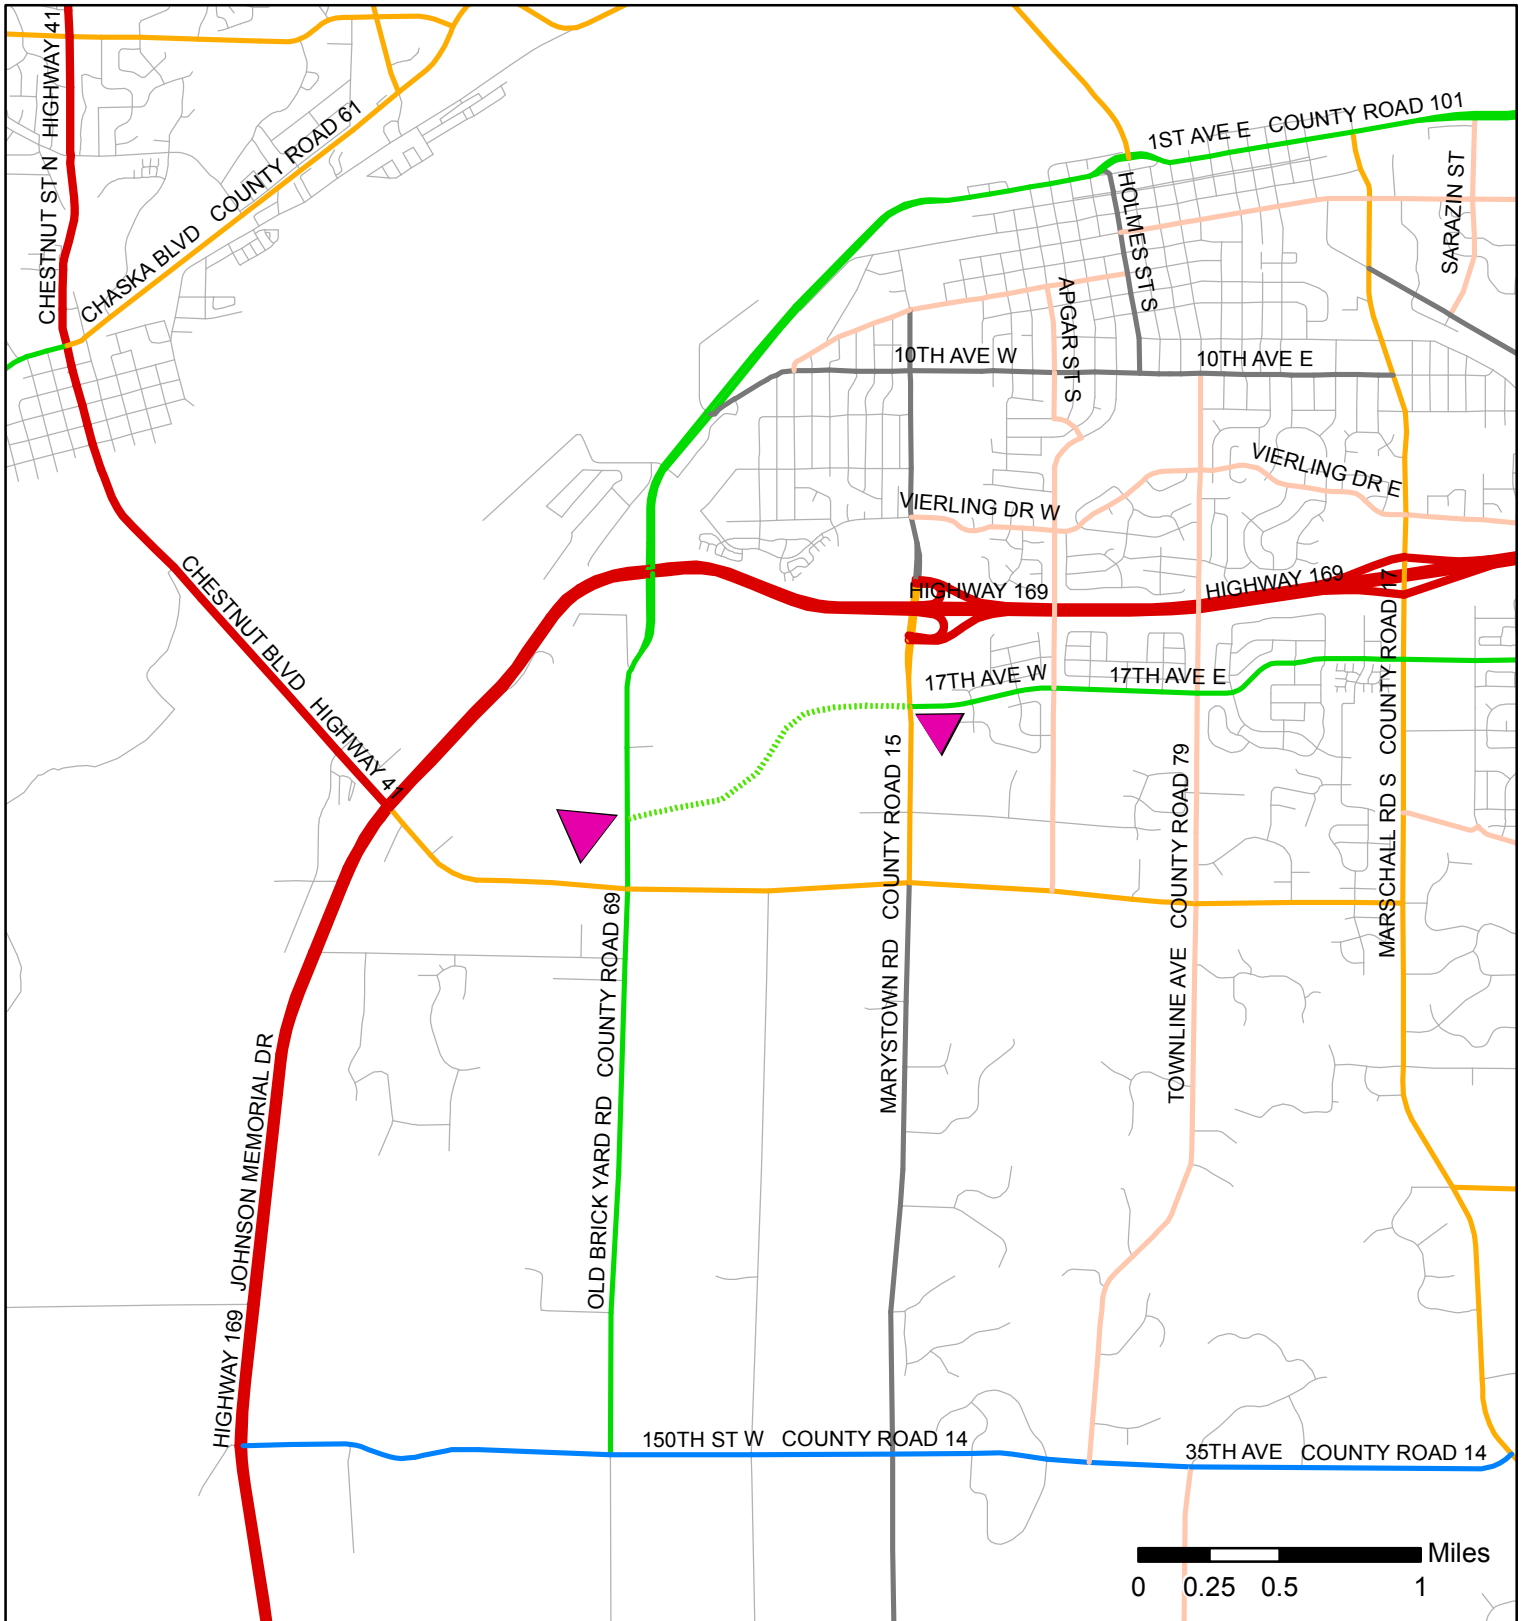 CHESTNUT ST N HIGHWAY 41
CHASKA BLVD COUNTY ROAD 61
1ST AVE E COUNTY ROAD 101
HOLMES ST S
SARAZIN ST
APGAR ST S
10TH AVE W
10TH AVE E
VIERLING DR E
VIERLING DR W
CHESTNUT BLVD HIGHWAY 41
HIGHWAY 169
HIGHWAY 169
17TH AVE W
17TH AVE E
MARYSTOWN RD COUNTY ROAD 15
TOWNLINE AVE COUNTY ROAD 79
MARSCHALL RD S COUNTY ROAD 17
OLD BRICK YARD RD COUNTY ROAD 69
HIGHWAY 169 JOHNSON MEMORIAL DR
150TH ST W COUNTY ROAD 14
35TH AVE COUNTY ROAD 14
Miles
0 0.25 0.5 1